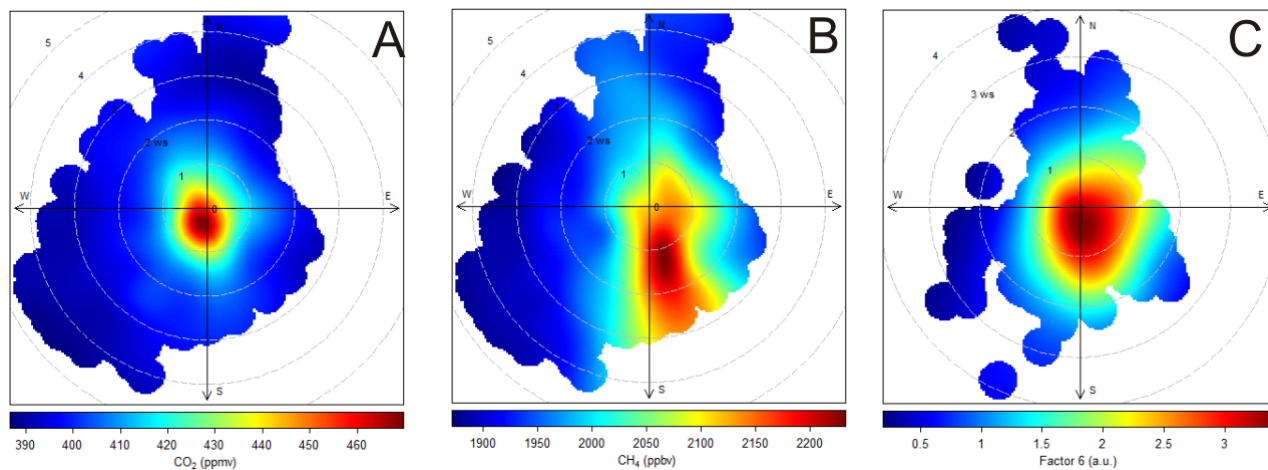 A
N
5
4
2 ws
1
W
0
E
S
390 400 410 420 430 440 450 460
CO₂ (ppmv)
B
N
5
4
2 ws
1
W
0
E
S
1900 1950 2000 2050 2100 2150 2200
CH₄ (ppbv)
C
N
4
3 ws
2
1
W
E
S
0.5 1 1.5 2 2.5 3
Factor 6 (a.u.)